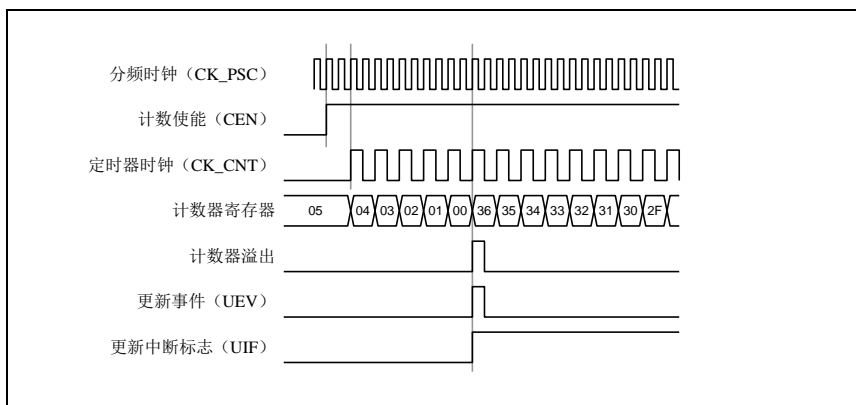 分频时钟（CK_PSC）
计数使能（CEN）
定时器时钟（CK_CNT）
计数器寄存器 05 04 03 02 01 00 36 35 34 33 32 31 30 2F
计数器溢出
更新事件（UEV）
更新中断标志（UIF）